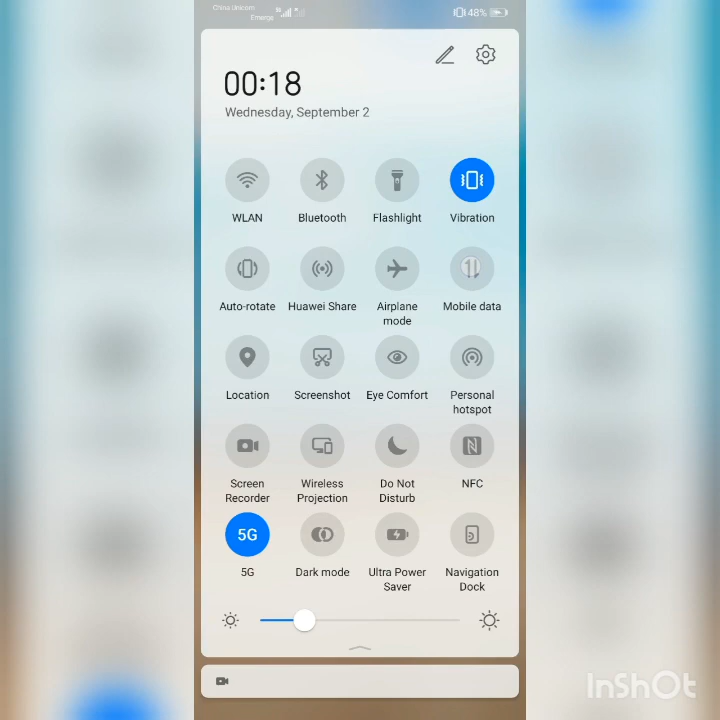 China Unicom
Emerge
48%
00:18
Wednesday, September 2
WLAN Bluetooth Flashlight Vibration
Auto-rotate Huawei Share Airplane mode Mobile data
Location Screenshot Eye Comfort Personal hotspot
Screen Recorder Wireless Projection Do Not Disturb NFC
5G
5G Dark mode Ultra Power Saver Navigation Dock
InShOt